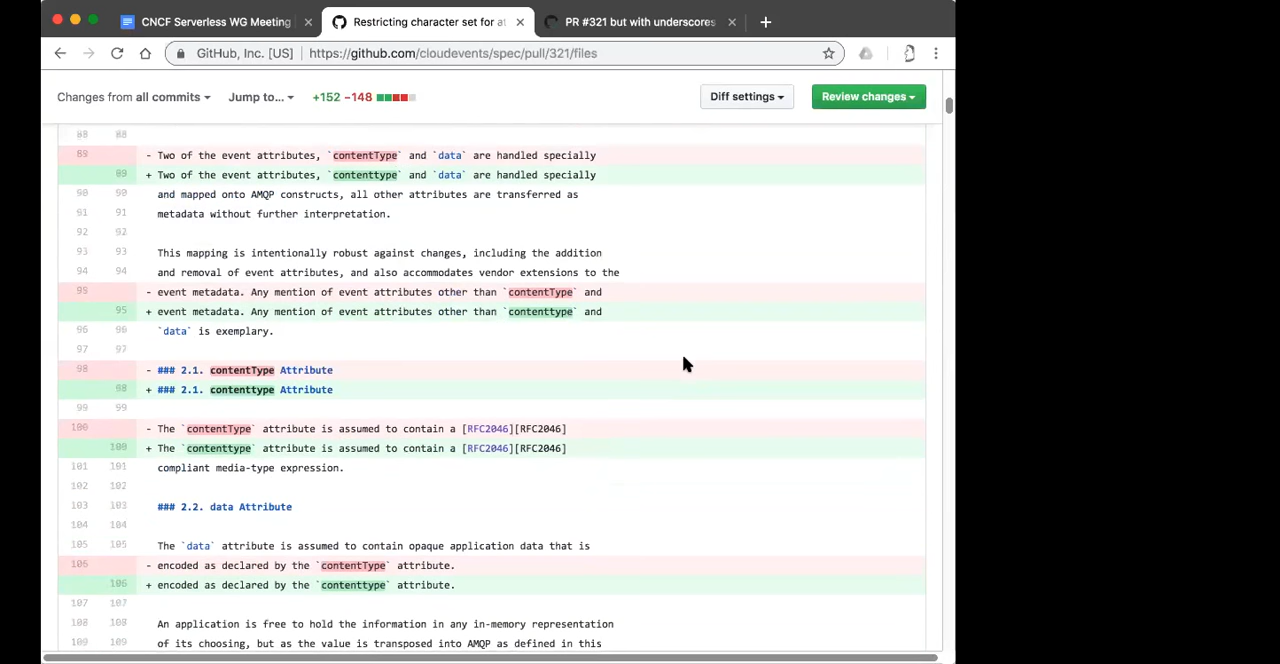 CNCF Serverless WG Meeting
Restricting character set for at
PR #321 but with underscores
GitHub, Inc. [US] https://github.com/cloudevents/spec/pull/321/files
Changes from all commits Jump to... +152 −148 Diff settings Review changes
88 88
89 - Two of the event attributes, `contentType` and `data` are handled specially
89 + Two of the event attributes, `contenttype` and `data` are handled specially
90 90 and mapped onto AMQP constructs, all other attributes are transferred as
91 91 metadata without further interpretation.
92 92
93 93 This mapping is intentionally robust against changes, including the addition
94 94 and removal of event attributes, and also accommodates vendor extensions to the
95 - event metadata. Any mention of event attributes other than `contentType` and
95 + event metadata. Any mention of event attributes other than `contenttype` and
96 96 `data` is exemplary.
97 97
98 - ### 2.1. contentType Attribute
98 + ### 2.1. contenttype Attribute
99 99
100 - The `contentType` attribute is assumed to contain a [RFC2046][RFC2046]
100 + The `contenttype` attribute is assumed to contain a [RFC2046][RFC2046]
101 101 compliant media-type expression.
102 102
103 103 ### 2.2. data Attribute
104 104
105 105 The `data` attribute is assumed to contain opaque application data that is
106 - encoded as declared by the `contentType` attribute.
106 + encoded as declared by the `contenttype` attribute.
107 107
108 108 An application is free to hold the information in any in-memory representation
109 109 of its choosing, but as the value is transposed into AMQP as defined in this